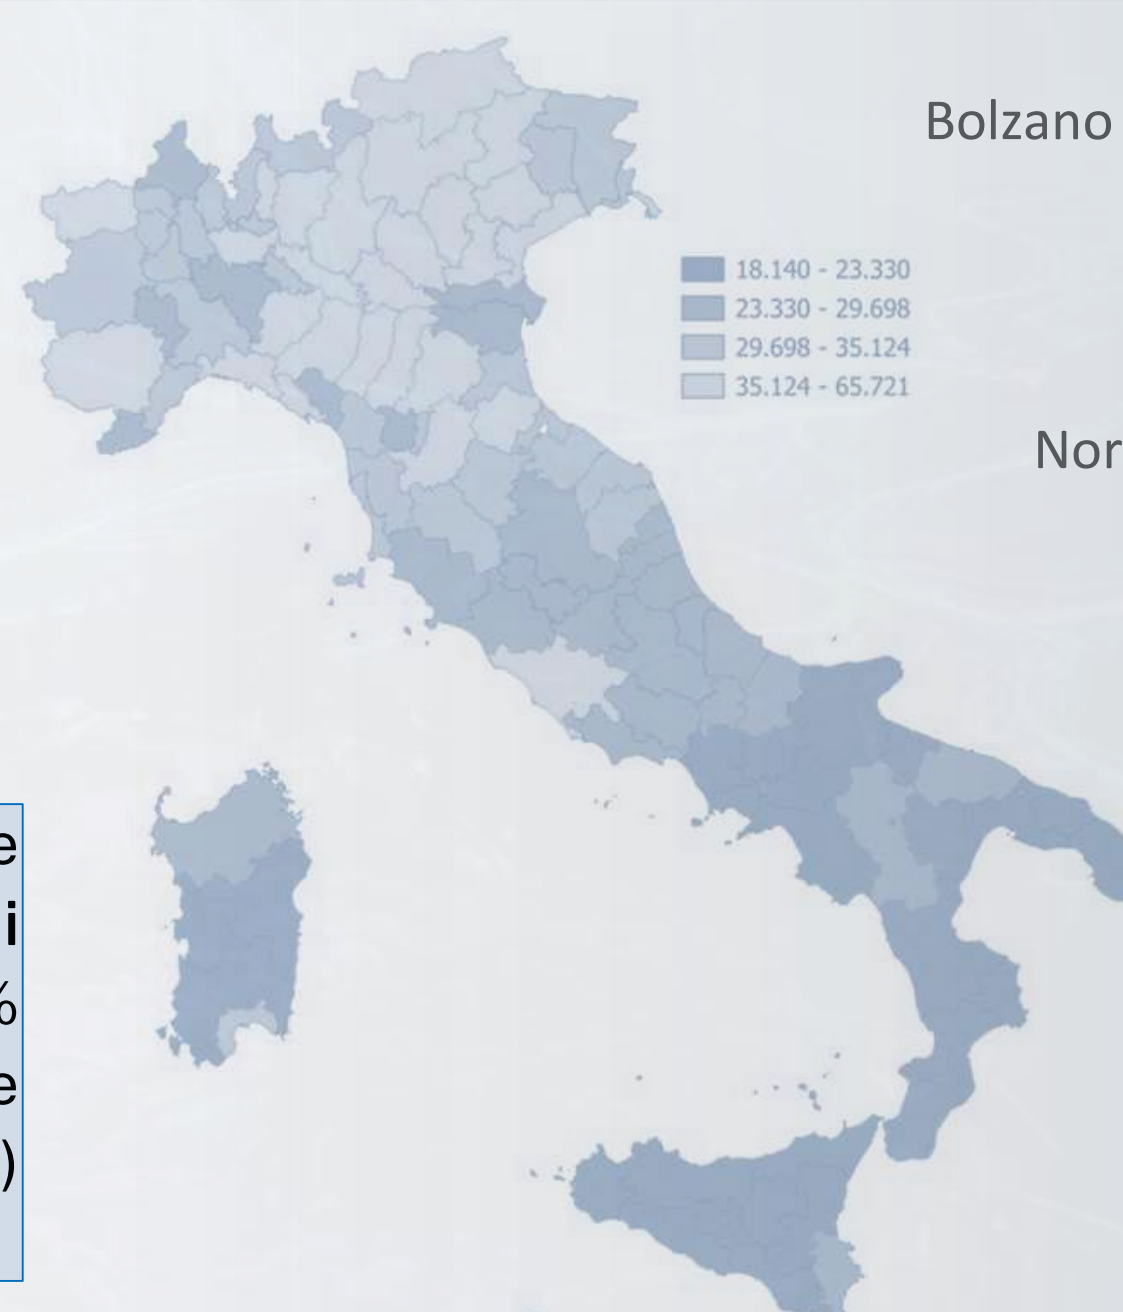 Bolzano
18.140 - 23.330
23.330 - 29.698
29.698 - 35.124
35.124 - 65.721
Nor
e
i
%
e
)